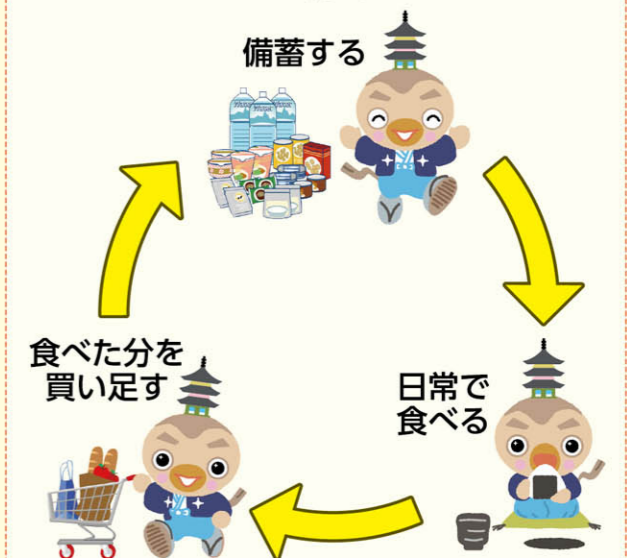 備蓄する
日常で
食べる
食べた分を
買い足す